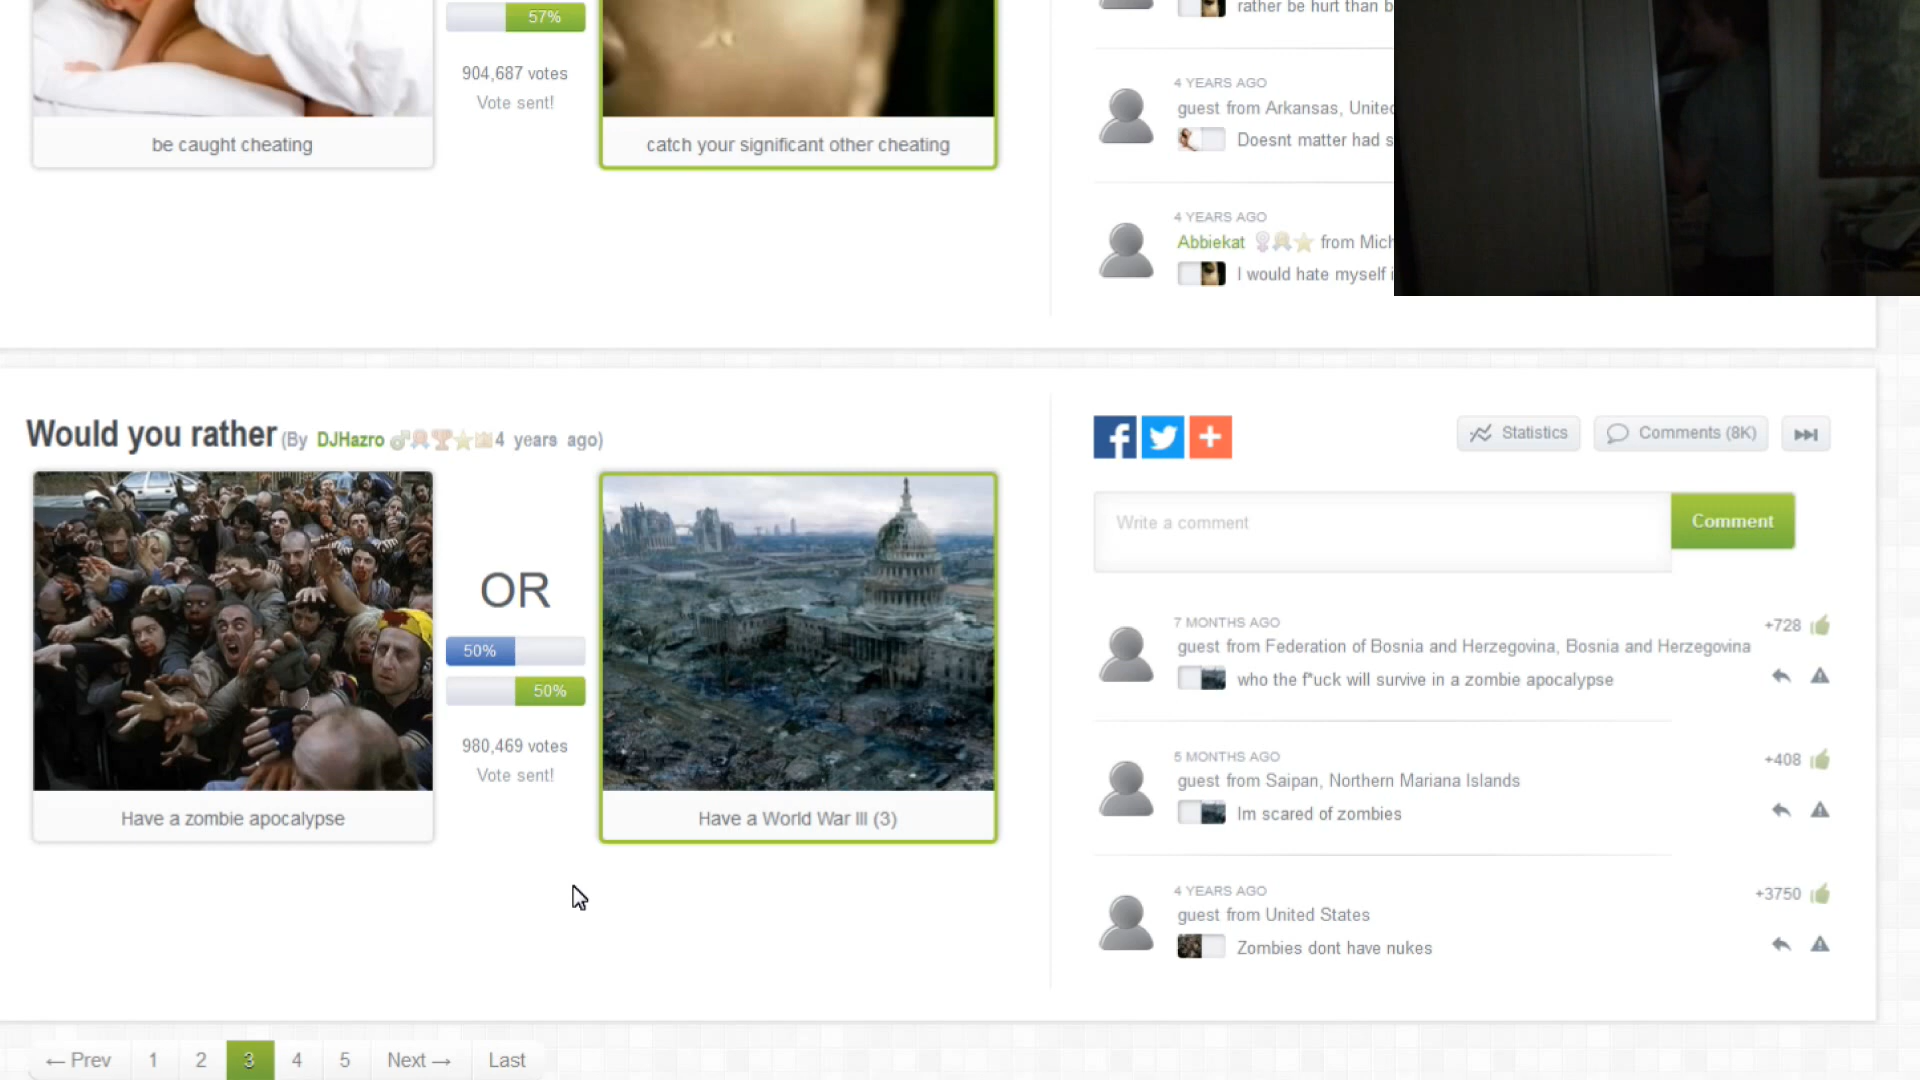 57%
904,687 votes
Vote sent!
be caught cheating
catch your significant other cheating
rather be hurt than b
4 YEARS AGO
guest from Arkansas, Unitec
Doesnt matter had s
4 YEARS AGO
Abbiekat from Mich
I would hate myself i
Would you rather (By DJHazro 4 years ago)
OR
50%
50%
980,469 votes
Vote sent!
Have a zombie apocalypse
Have a World War III (3)
Statistics
Comments (8K)
Write a comment
Comment
7 MONTHS AGO
+728
guest from Federation of Bosnia and Herzegovina, Bosnia and Herzegovina
who the f*uck will survive in a zombie apocalypse
5 MONTHS AGO
+408
guest from Saipan, Northern Mariana Islands
Im scared of zombies
4 YEARS AGO
+3750
guest from United States
Zombies dont have nukes
← Prev 1 2 3 4 5 Next → Last